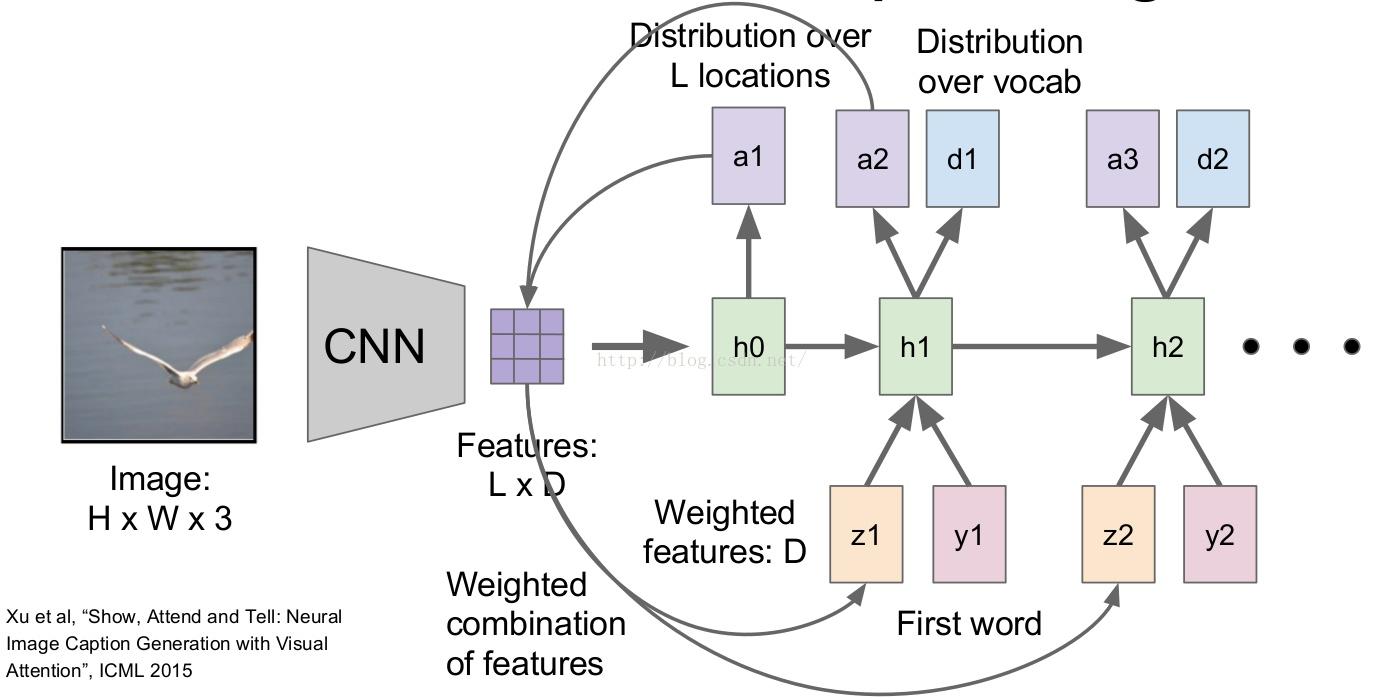 Distribution over
L locations
Distribution
over vocab
a1
a2
d1
a3
d2
CNN
h0
h1
h2
http://blog.csdn.net/
Image:
H x W x 3
Features:
L x D
Weighted
features: D
z1
y1
z2
y2
First word
Weighted
combination
of features
Xu et al, “Show, Attend and Tell: Neural
Image Caption Generation with Visual
Attention”, ICML 2015